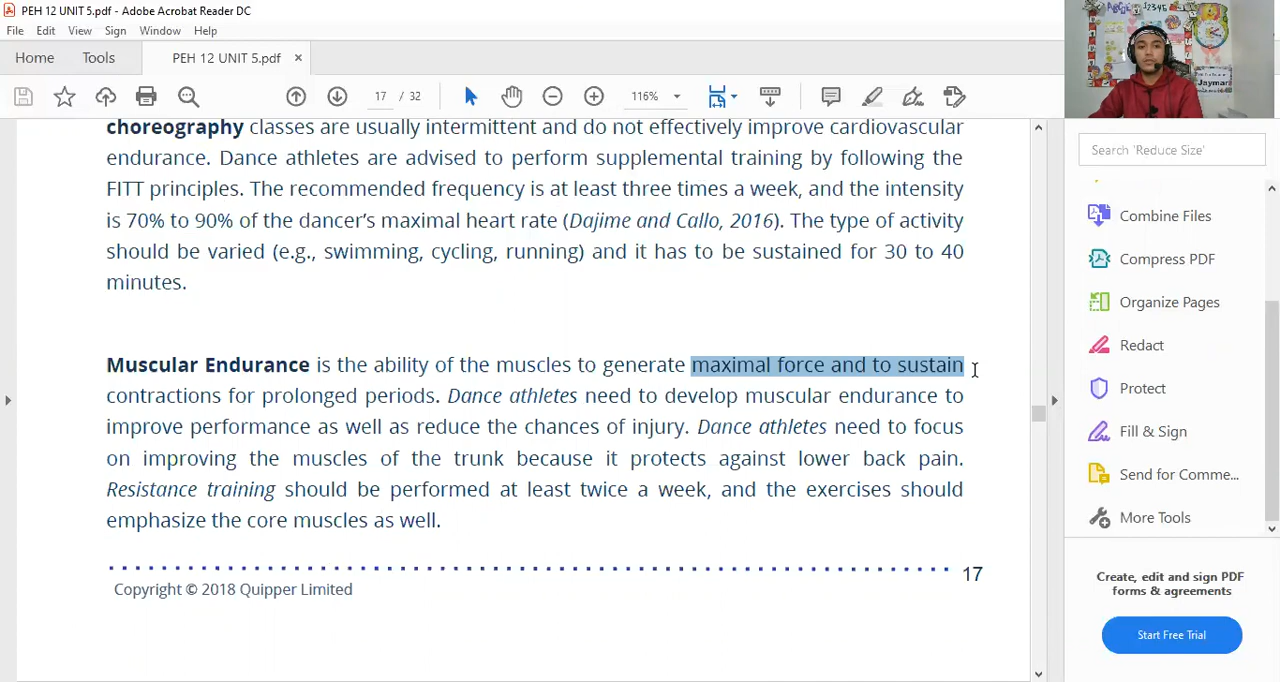 PEH 12 UNIT 5.pdf - Adobe Acrobat Reader DC
File Edit View Sign Window Help
Home Tools PEH 12 UNIT 5.pdf ×
17 / 32 116%
choreography classes are usually intermittent and do not effectively improve cardiovascular
endurance. Dance athletes are advised to perform supplemental training by following the
FITT principles. The recommended frequency is at least three times a week, and the intensity
is 70% to 90% of the dancer’s maximal heart rate (Dajime and Callo, 2016). The type of activity
should be varied (e.g., swimming, cycling, running) and it has to be sustained for 30 to 40
minutes.
Muscular Endurance is the ability of the muscles to generate maximal force and to sustain
contractions for prolonged periods. Dance athletes need to develop muscular endurance to
improve performance as well as reduce the chances of injury. Dance athletes need to focus
on improving the muscles of the trunk because it protects against lower back pain.
Resistance training should be performed at least twice a week, and the exercises should
emphasize the core muscles as well.
17
Copyright © 2018 Quipper Limited
Search 'Reduce Size'
Combine Files
Compress PDF
Organize Pages
Redact
Protect
Fill & Sign
Send for Comme...
More Tools
Create, edit and sign PDF
forms & agreements
Start Free Trial